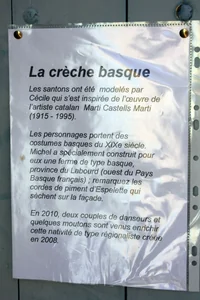 La crèche basque
Les santons ont été modelés par
Cécile qui s'est inspirée de l'œuvre de
l'artiste catalan Marti Castells Marti
(1915 - 1995).
Les personnages portent des
costumes basques du XIXe siècle.
Michel a spécialement construit pour
eux une ferme de type basque,
province du Labourd (ouest du Pays
Basque français) ; remarquez les
cordes de piment d'Espelette qui
sèchent sur la façade.
En 2010, deux couples de danseurs et
quelques moutons sont venus enrichir
cette nativité de type régionaliste créée
en 2008.